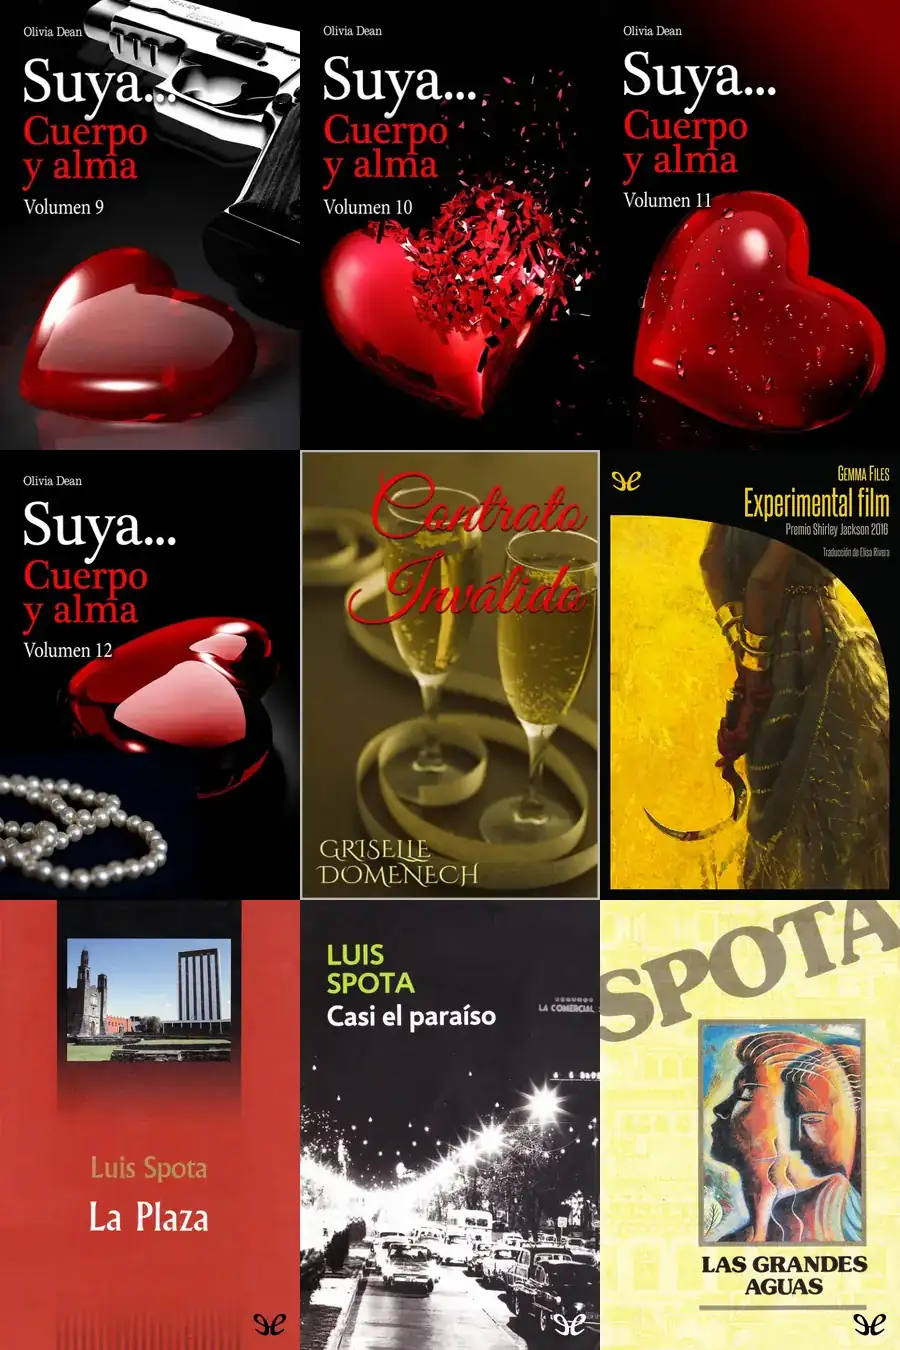 Olivia Dean
Suya...
Cuerpo
y alma
Volumen 9
Olivia Dean
Suya...
Cuerpo
y alma
Volumen 10
Olivia Dean
Suya...
Cuerpo
y alma
Volumen 11
Olivia Dean
Suya...
Cuerpo
y alma
Volumen 12
Contrato
Inválido
GRISELLE
DOMENECH
GEMMA FILES
Experimental film
Premio Shirley Jackson 2016
Traducción de Elisa Rivera
Luis Spota
La Plaza
LUIS
SPOTA
Casi el paraíso
SEGUROS
LA COMERCIAL
SPOTA
LAS GRANDES
AGUAS